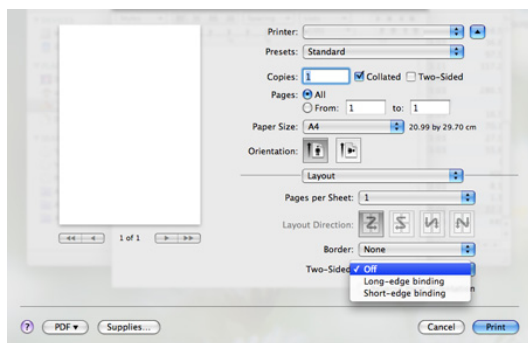 Printer:
Presets: Standard
Copies: 1 Collated Two-Sided
Pages: All
From: 1 to: 1
Paper Size: A4 20.99 by 29.70 cm
Orientation:
Layout
Pages per Sheet: 1
Layout Direction:
1 of 1
Border: None
Two-Sided ✓ Off
Long-edge binding
Short-edge binding
? PDF ▾ Supplies... Cancel Print